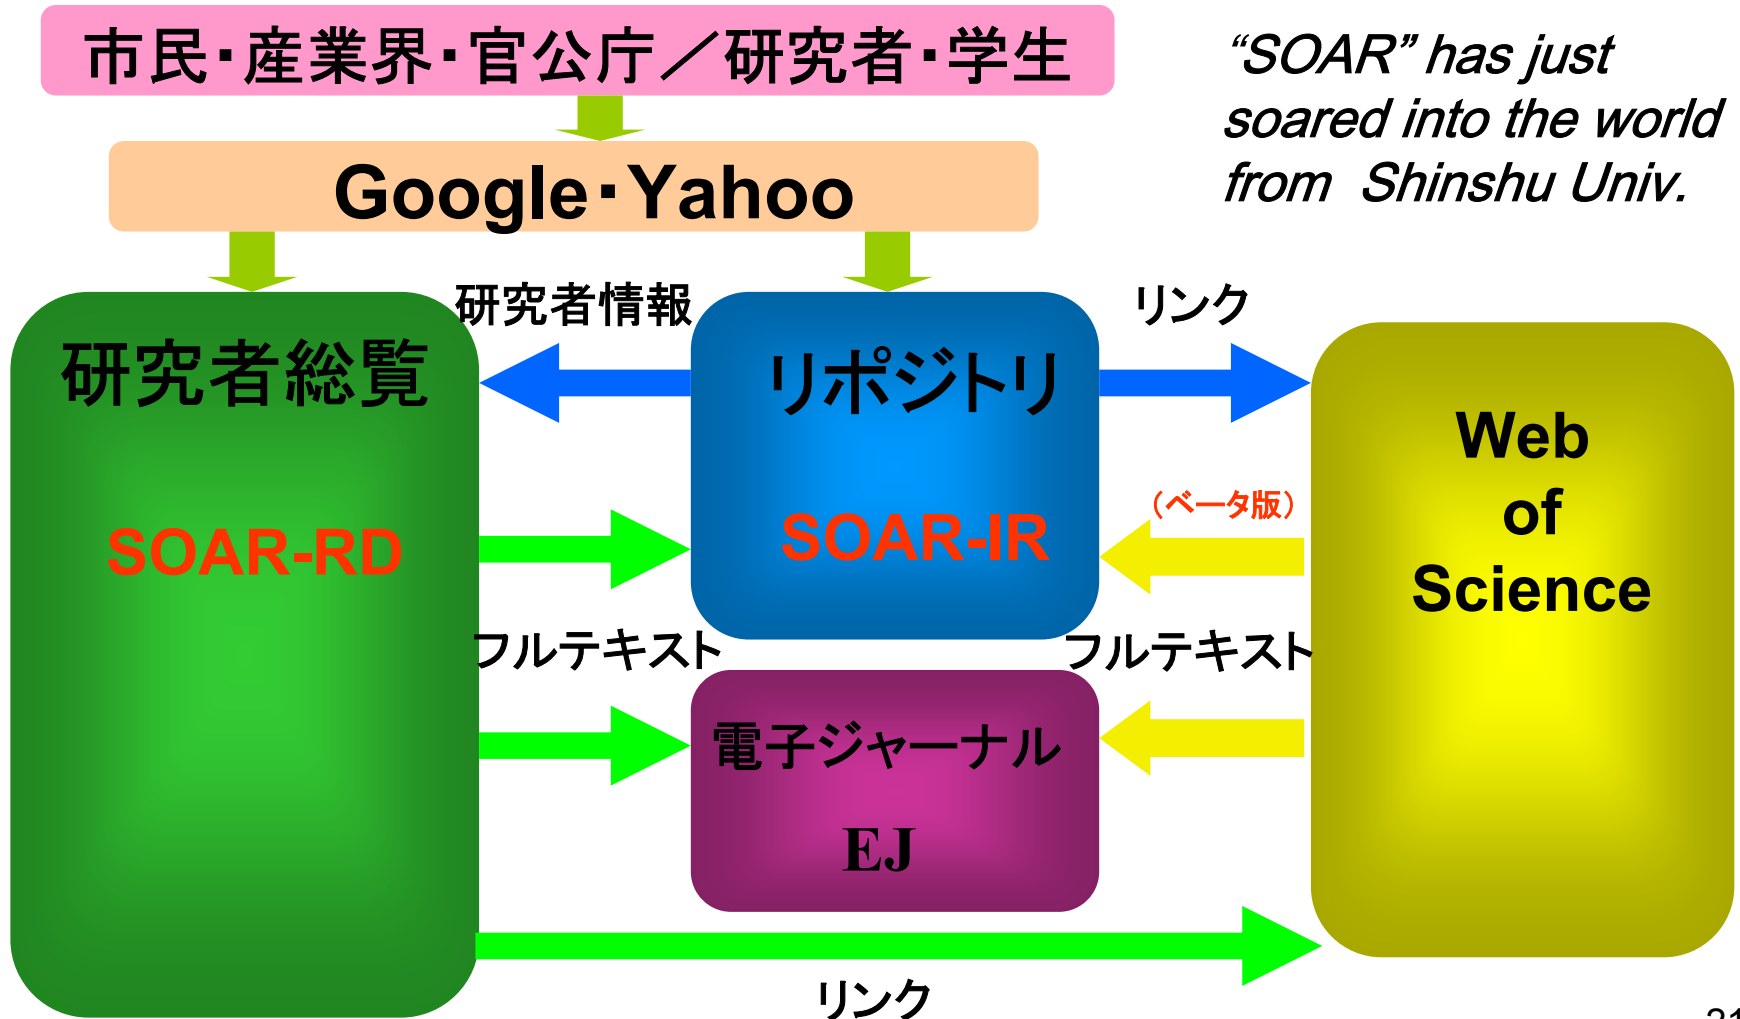 市民・産業界・官公庁／研究者・学生
“SOAR” has just
soared into the world
from Shinshu Univ.
Google・Yahoo
研究者情報
リンク
研究者総覧
SOAR-RD
リポジトリ
SOAR-IR
（ベータ版）
Web
of
Science
フルテキスト
フルテキスト
電子ジャーナル
EJ
リンク
21